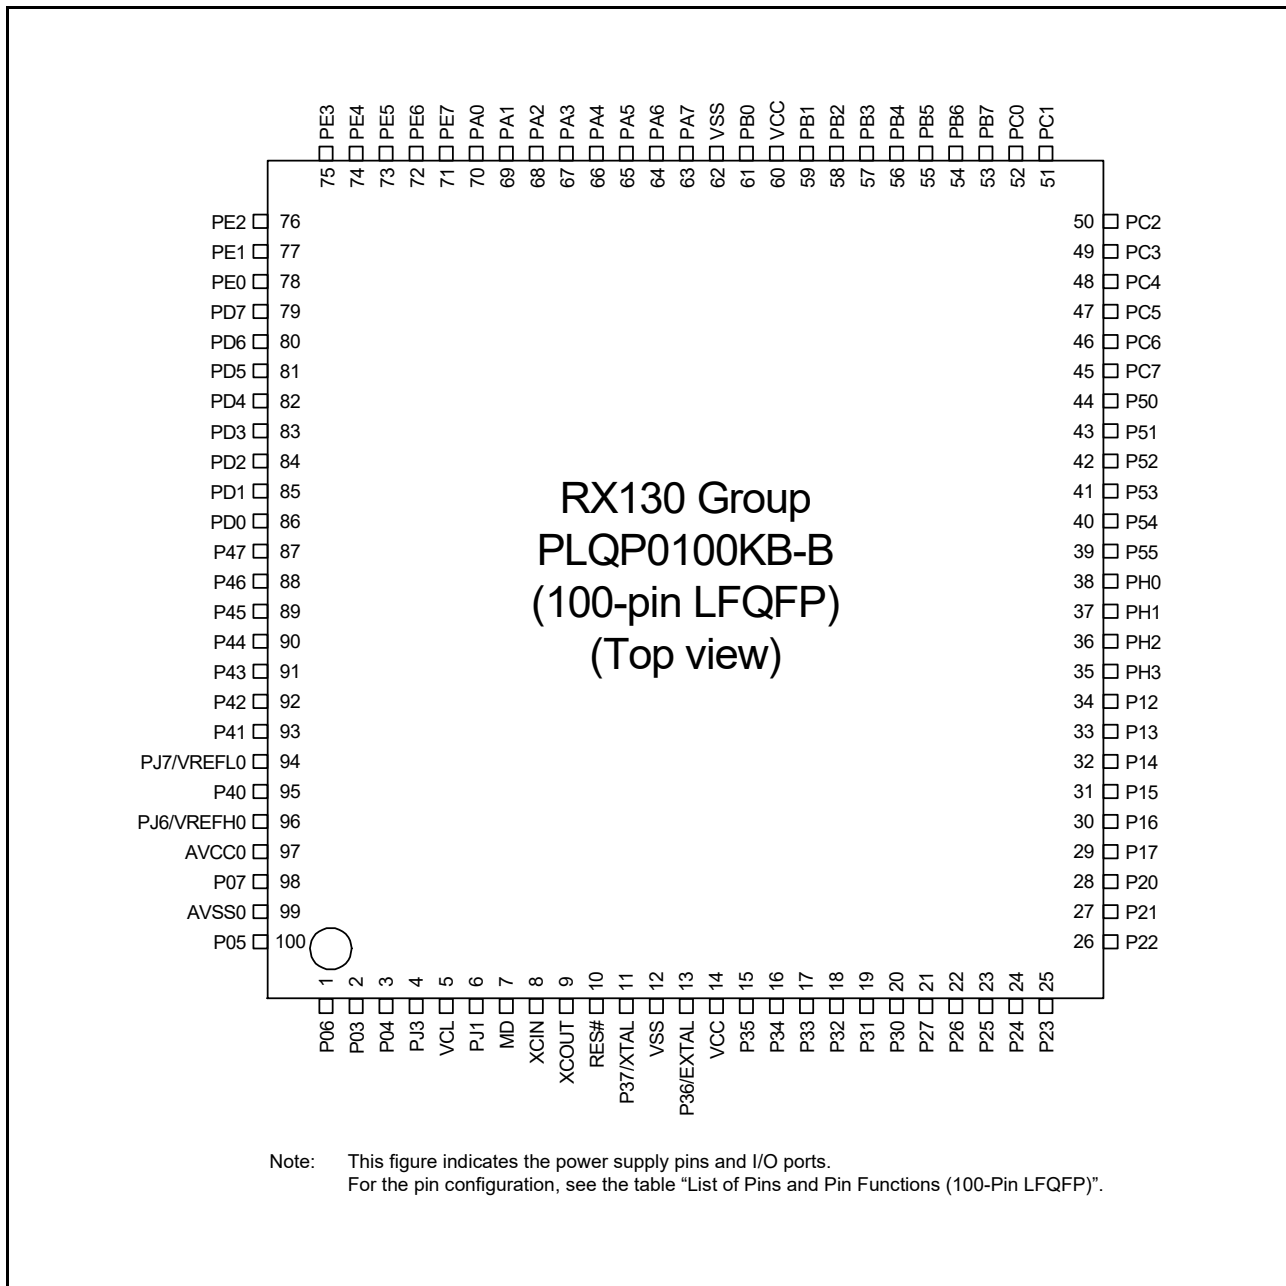 PE3 PE4 PE5 PE6 PE7 PA0 PA1 PA2 PA3 PA4 PA5 PA6 PA7 VSS PB0 VCC PB1 PB2 PB3 PB4 PB5 PB6 PB7 PC0 PC1
75 74 73 72 71 70 69 68 67 66 65 64 63 62 61 60 59 58 57 56 55 54 53 52 51
PE2 76 50 PC2
PE1 77 49 PC3
PE0 78 48 PC4
PD7 79 47 PC5
PD6 80 46 PC6
PD5 81 45 PC7
PD4 82 44 P50
PD3 83 43 P51
PD2 84 42 P52
PD1 85 41 P53
PD0 86 40 P54
P47 87 39 P55
P46 88 38 PH0
P45 89 37 PH1
P44 90 36 PH2
P43 91 35 PH3
P42 92 34 P12
P41 93 33 P13
PJ7/VREFL0 94 32 P14
P40 95 31 P15
PJ6/VREFH0 96 30 P16
AVCC0 97 29 P17
P07 98 28 P20
AVSS0 99 27 P21
P05 100 26 P22
RX130 Group
PLQP0100KB-B
(100-pin LFQFP)
(Top view)
1 2 3 4 5 6 7 8 9 10 11 12 13 14 15 16 17 18 19 20 21 22 23 24 25
P06 P03 P04 PJ3 VCL PJ1 MD XCIN XCOUT RES# P37/XTAL VSS P36/EXTAL VCC P35 P34 P33 P32 P31 P30 P27 P26 P25 P24 P23
Note: This figure indicates the power supply pins and I/O ports.
For the pin configuration, see the table “List of Pins and Pin Functions (100-Pin LFQFP)”.